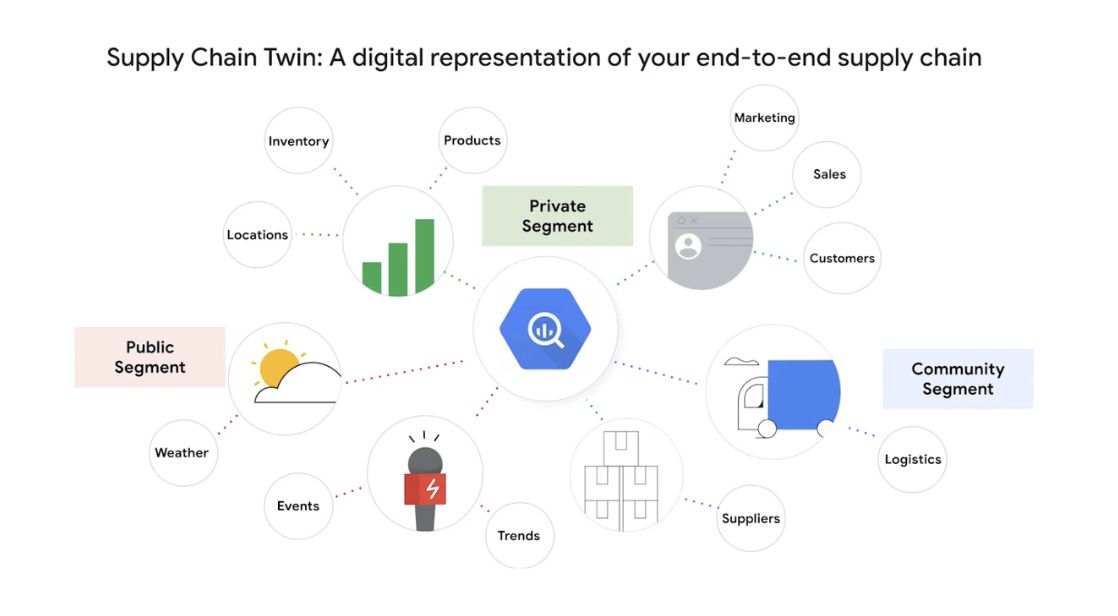 Supply Chain Twin: A digital representation of your end-to-end supply chain
Marketing
Inventory
Products
Sales
Private
Segment
Locations
Customers
Public
Segment
Community
Segment
Weather
Logistics
Events
Suppliers
Trends